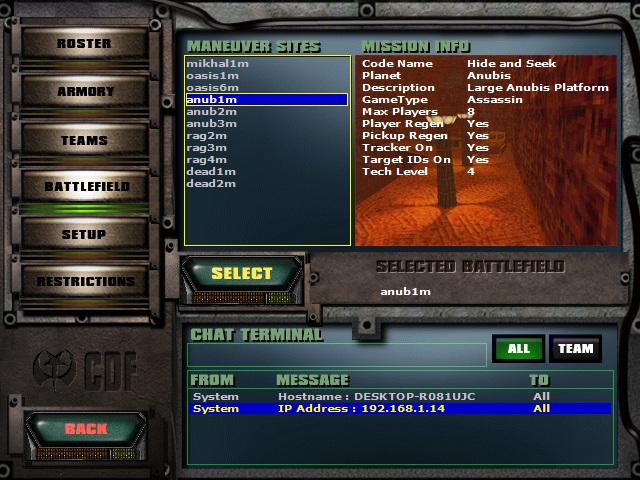 ROSTER
ARMORY
TEAMS
BATTLEFIELD
SETUP
RESTRICTIONS
CDF
BACK
MANEUVER SITES
mikhal1m
oasis1m
oasis6m
anub1m
anub2m
anub3m
rag2m
rag3m
rag4m
dead1m
dead2m
MISSION INFO
Code Name Hide and Seek
Planet Anubis
Description Large Anubis Platform
GameType Assassin
Max Players 8
Player Regen Yes
Pickup Regen Yes
Tracker On Yes
Target IDs On Yes
Tech Level 4
SELECT
SELECTED BATTLEFIELD
anub1m
CHAT TERMINAL
ALL TEAM
FROM MESSAGE TO
System Hostname : DESKTOP-R081UJC All
System IP Address : 192.168.1.14 All